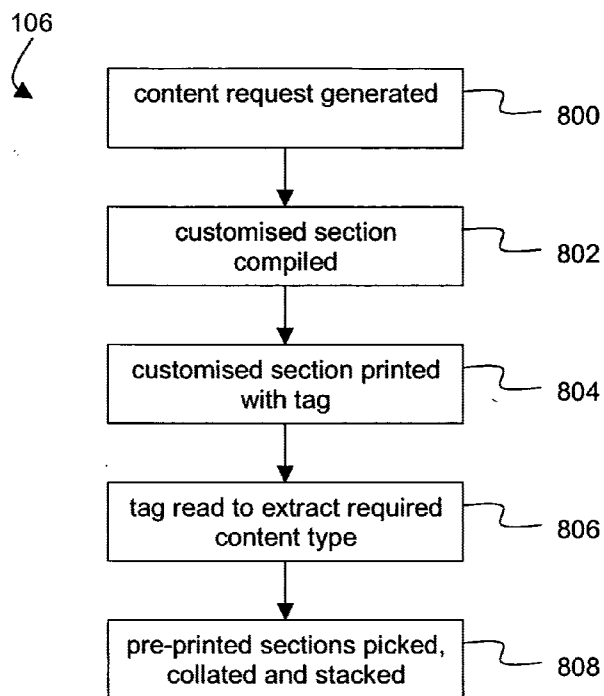 106
content request generated
800
customised section
compiled
802
customised section printed
with tag
804
tag read to extract required
content type
806
pre-printed sections picked,
collated and stacked
808